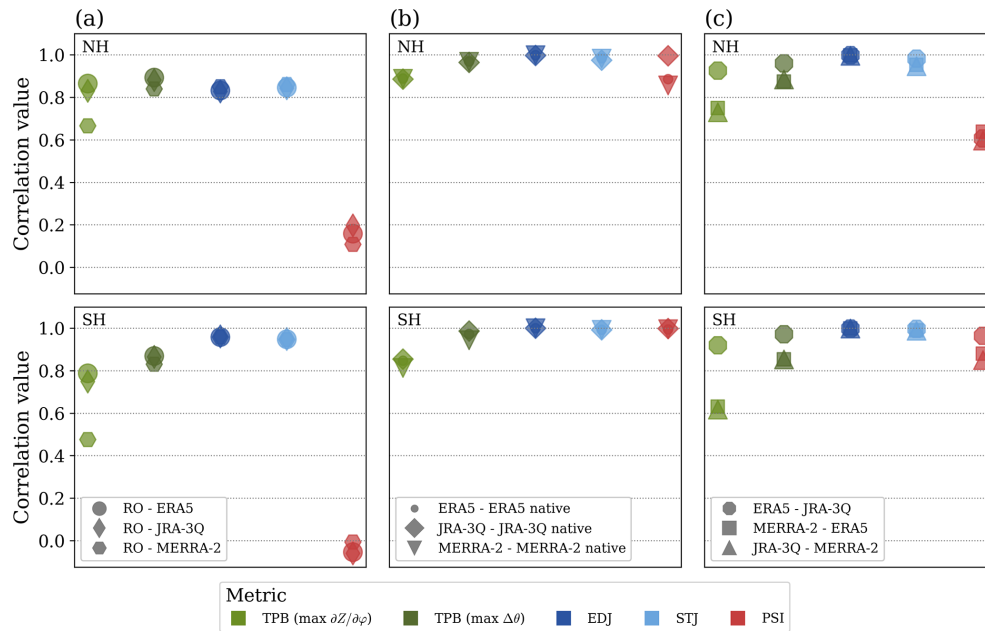 (a)
(b)
(c)
NH
NH
NH
Correlation value
1.0
0.8
0.6
0.4
0.2
0.0
SH
SH
SH
Correlation value
1.0
0.8
0.6
0.4
0.2
0.0
RO - ERA5
RO - JRA-3Q
RO - MERRA-2
ERA5 - ERA5 native
JRA-3Q - JRA-3Q native
MERRA-2 - MERRA-2 native
ERA5 - JRA-3Q
MERRA-2 - ERA5
JRA-3Q - MERRA-2
Metric
TPB (max ∂Z/∂φ) TPB (max Δθ) EDJ STJ PSI